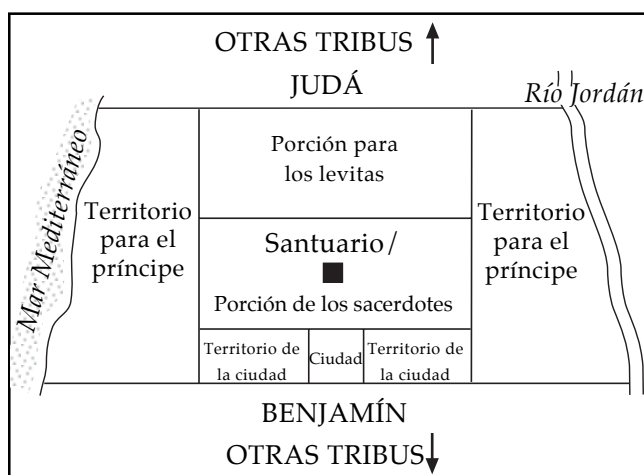 OTRAS TRIBUS
JUDÁ
Río Jordán
Mar Mediterráneo
Porción para
los levitas
Territorio
para el
príncipe
Santuario/
Porción de los sacerdotes
Territorio
para el
príncipe
Territorio de
la ciudad
Ciudad
Territorio de
la ciudad
BENJAMÍN
OTRAS TRIBUS